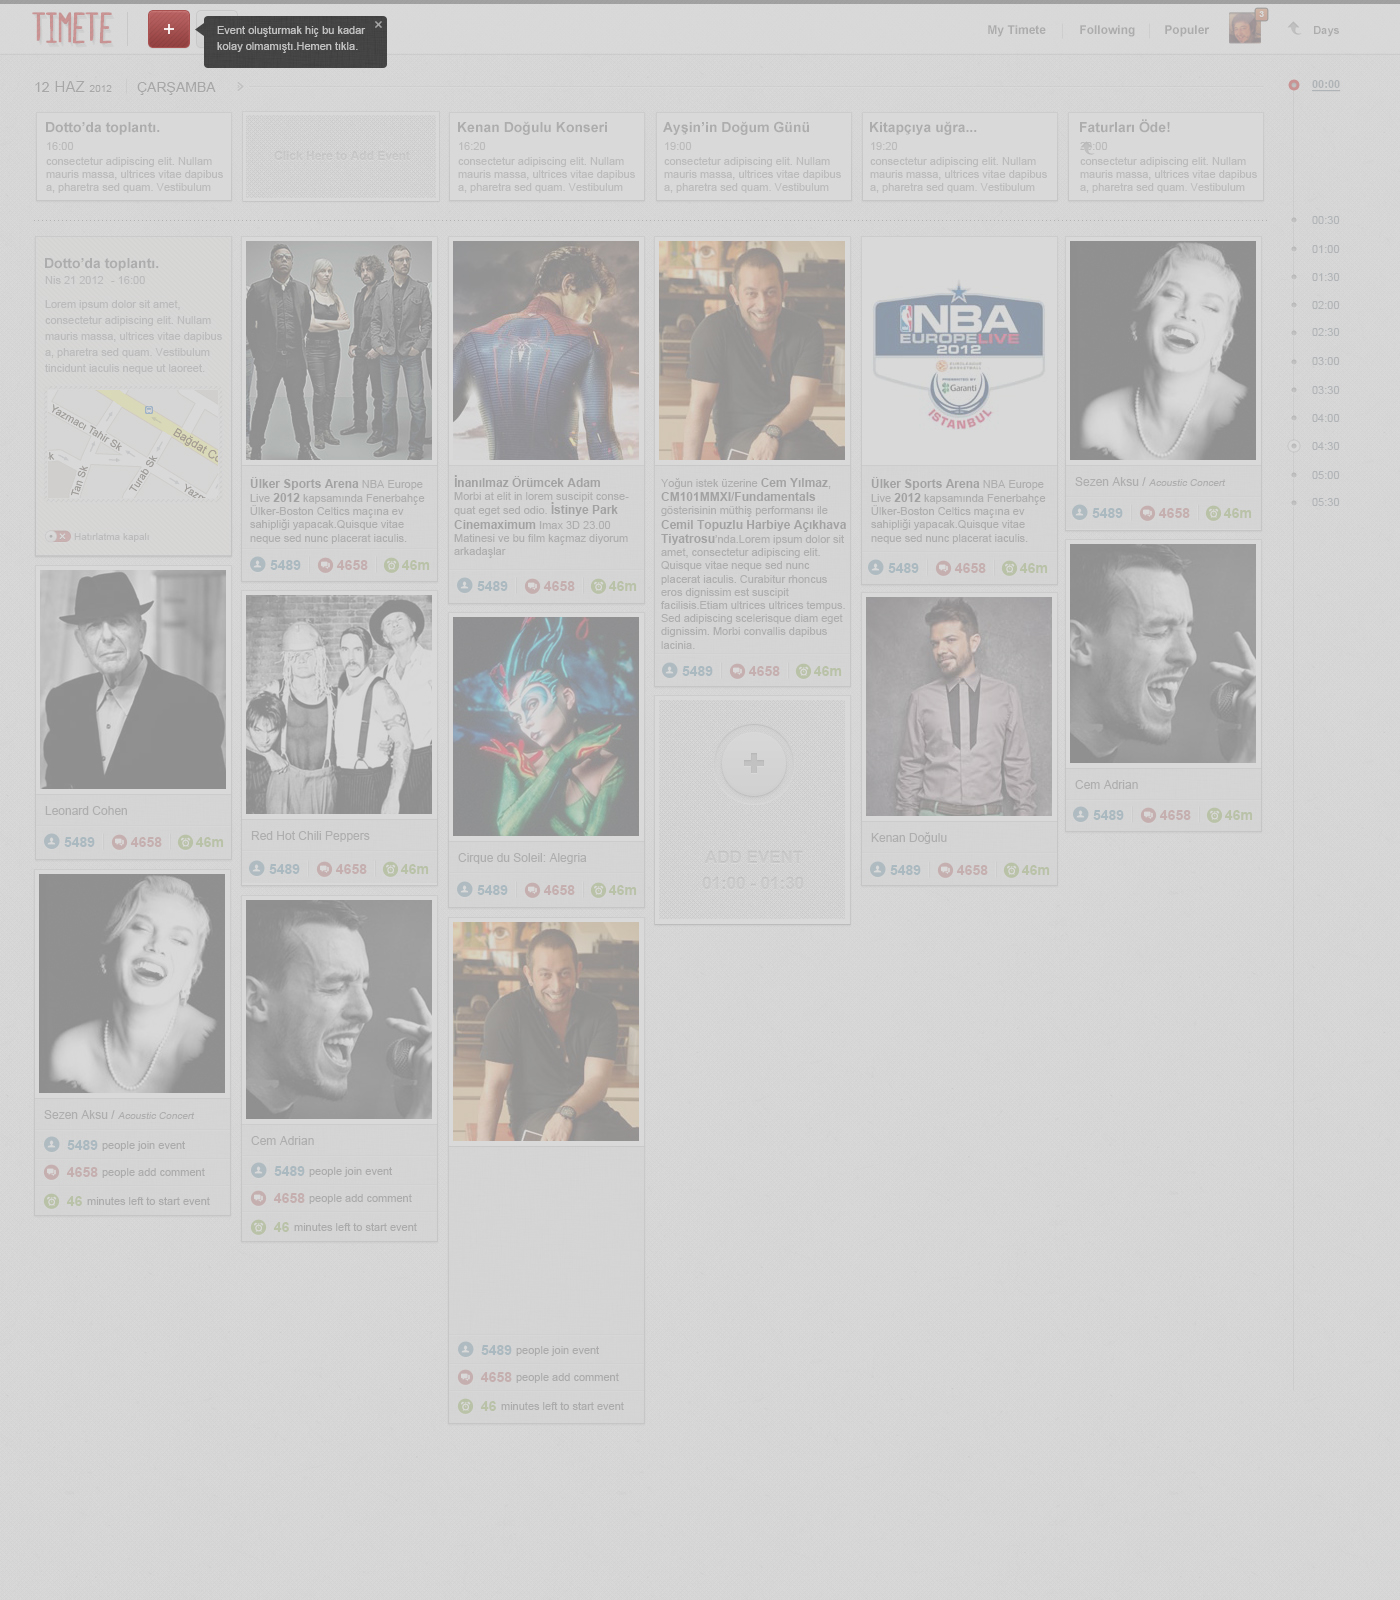 TIMETE
Event oluşturmak hiç bu kadar
kolay olmamıştı.Hemen tıkla.
My Timete
Following
Populer
3
Days
12 HAZ 2012
ÇARŞAMBA
Dotto'da toplantı.
16:00
consectetur adipiscing elit. Nullam
mauris massa, ultrices vitae dapibus
a, pharetra sed quam. Vestibulum
Click Here to Add Event
Kenan Doğulu Konseri
16:20
consectetur adipiscing elit. Nullam
mauris massa, ultrices vitae dapibus
a, pharetra sed quam. Vestibulum
Ayşin'in Doğum Günü
19:00
consectetur adipiscing elit. Nullam
mauris massa, ultrices vitae dapibus
a, pharetra sed quam. Vestibulum
Kitapçıya uğra...
19:20
consectetur adipiscing elit. Nullam
mauris massa, ultrices vitae dapibus
a, pharetra sed quam. Vestibulum
Faturları Öde!
consectetur adipiscing elit. Nullam
mauris massa, ultrices vitae dapibus
a, pharetra sed quam. Vestibulum
00:00
00:30
01:00
01:30
02:00
02:30
03:00
03:30
04:00
04:30
05:00
05:30
Dotto'da toplantı.
Nis 21 2012 - 16:00
Lorem ipsum dolor sit amet,
consectetur adipiscing elit. Nullam
mauris massa, ultrices vitae dapibus
a, pharetra sed quam. Vestibulum
tincidunt iaculis neque ut laoreet.
Yazmacı Tahir Sk
Bağdat C
k
Tan Sk
Turab Sk
Yazm
Hatırlatma kapalı
Leonard Cohen
5489 4658 46m
Sezen Aksu / Acoustic Concert
5489 people join event
4658 people add comment
46 minutes left to start event
Ülker Sports Arena NBA Europe
Live 2012 kapsamında Fenerbahçe
Ülker-Boston Celtics maçına ev
sahipliği yapacak.Quisque vitae
neque sed nunc placerat iaculis.
5489 4658 46m
Red Hot Chili Peppers
5489 4658 46m
Cem Adrian
5489 people join event
4658 people add comment
46 minutes left to start event
İnanılmaz Örümcek Adam
Morbi at elit in lorem suscipit conse-
quat eget sed odio. İstinye Park
Cinemaximum Imax 3D 23.00
Matinesi ve bu film kaçmaz diyorum
arkadaşlar
5489 4658 46m
Cirque du Soleil: Alegria
5489 4658 46m
5489 people join event
4658 people add comment
46 minutes left to start event
Yoğun istek üzerine Cem Yılmaz,
CM101MMXI/Fundamentals
gösterisinin müthiş performansı ile
Cemil Topuzlu Harbiye Açıkhava
Tiyatrosu'nda.Lorem ipsum dolor sit
amet, consectetur adipiscing elit.
Quisque vitae neque sed nunc
placerat iaculis. Curabitur rhoncus
eros dignissim est suscipit
facilisis.Etiam ultrices ultrices tempus.
Sed adipiscing scelerisque diam eget
dignissim. Morbi convallis dapibus
lacinia.
5489 4658 46m
ADD EVENT
01:00 - 01:30
NBA
EUROPELIVE
2012
EUROLEAGUE
BASKETBALL
PRESENTED BY
Garanti
ISTANBUL
Ülker Sports Arena NBA Europe
Live 2012 kapsamında Fenerbahçe
Ülker-Boston Celtics maçına ev
sahipliği yapacak.Quisque vitae
neque sed nunc placerat iaculis.
5489 4658 46m
Kenan Doğulu
5489 4658 46m
Sezen Aksu / Acoustic Concert
5489 4658 46m
Cem Adrian
5489 4658 46m